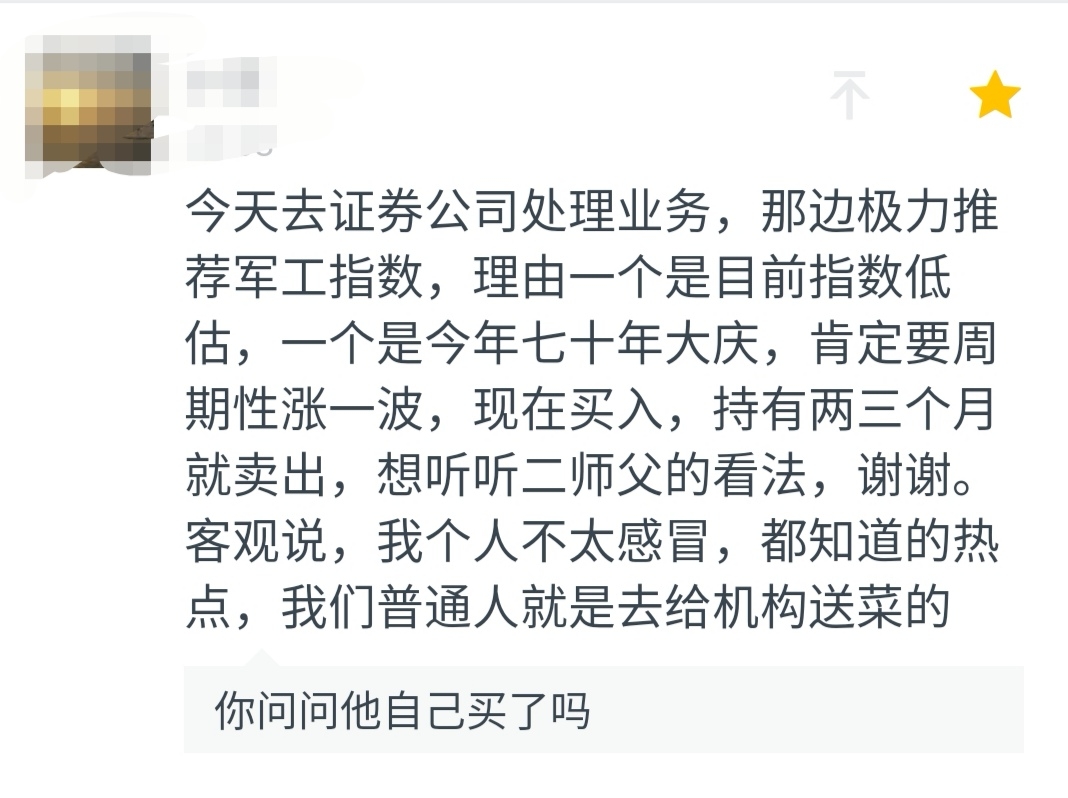 今天去证券公司处理业务，那边极力推
荐军工指数，理由一个是目前指数低
估，一个是今年七十年大庆，肯定要周
期性涨一波，现在买入，持有两三个月
就卖出，想听听二师父的看法，谢谢。
客观说，我个人不太感冒，都知道的热
点，我们普通人就是去给机构送菜的
你问问他自己买了吗